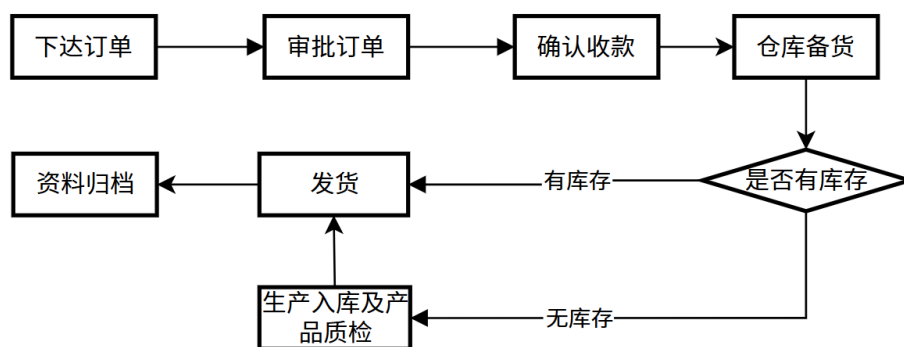 下达订单
审批订单
确认收款
仓库备货
资料归档
发货
有库存
是否有库存
生产入库及产
品质检
无库存